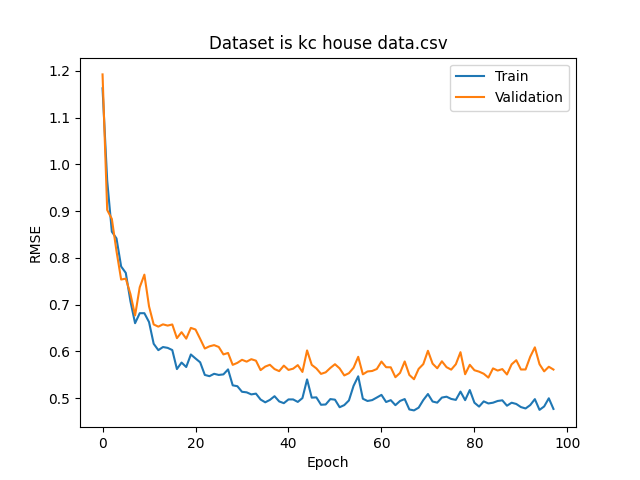 Dataset is kc house data.csv
Train
Validation
RMSE
1.2
1.1
1.0
0.9
0.8
0.7
0.6
0.5
0 20 40 60 80 100
Epoch